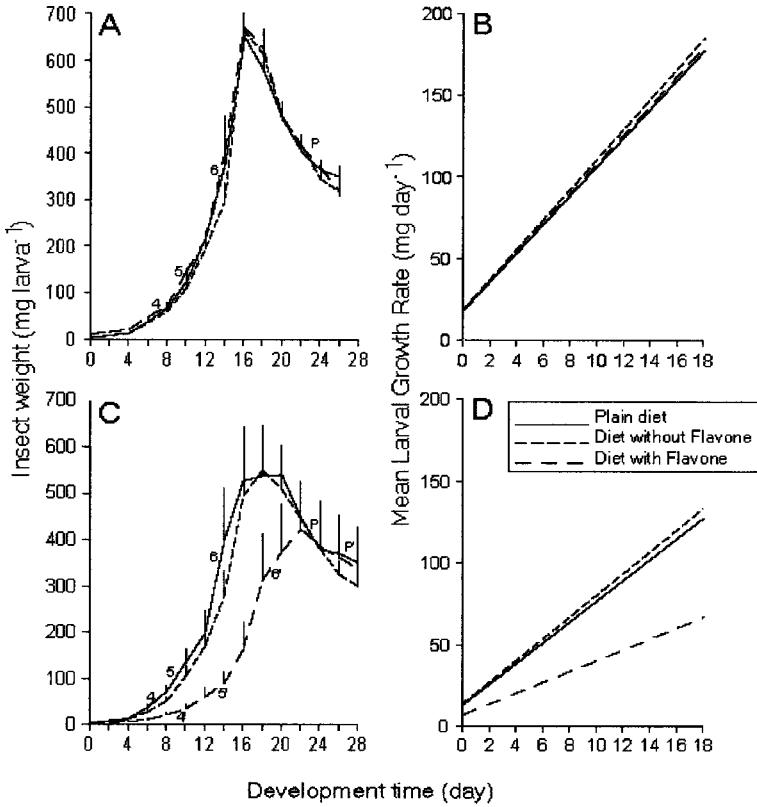 A
700
600
500
400
300
200
100
0
0 4 8 12 16 20 24 28
4
5
6
P
B
200
150
100
50
0
0 2 4 6 8 10 12 14 16 18
Insect weight (mg larva-1)
Mean Larval Growth Rate (mg day-1)
C
700
600
500
400
300
200
100
0
0 4 8 12 16 20 24 28
4
5
6
4'
5'
6'
P
P'
D
200
150
100
50
0
0 2 4 6 8 10 12 14 16 18
Plain diet
Diet without Flavone
Diet with Flavone
Development time (day)